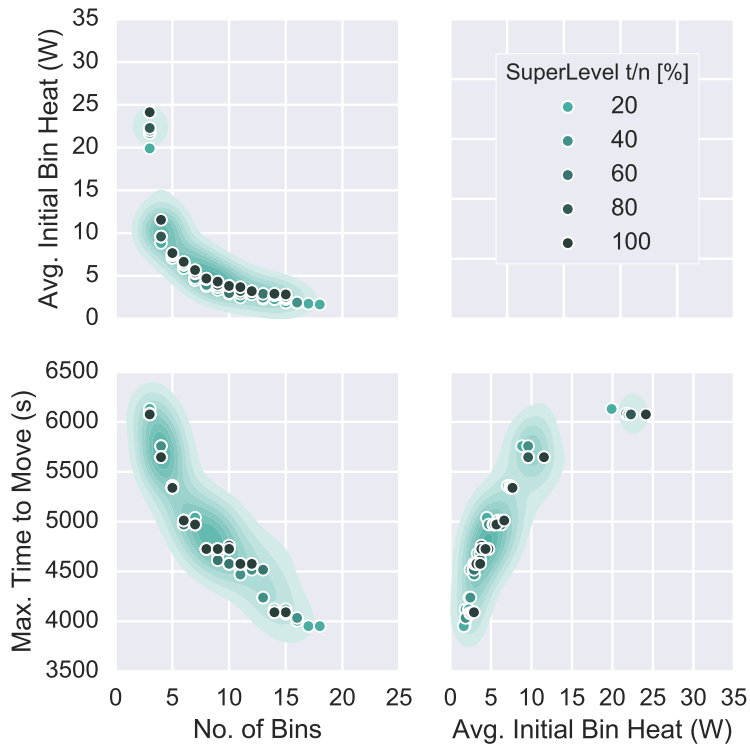 35
30
25
20
15
10
5
0
Avg. Initial Bin Heat (W)
SuperLevel t/n [%]
20
40
60
80
100
6500
6000
5500
5000
4500
4000
3500
Max. Time to Move (s)
0 5 10 15 20 25
No. of Bins
0 5 10 15 20 25 30 35
Avg. Initial Bin Heat (W)